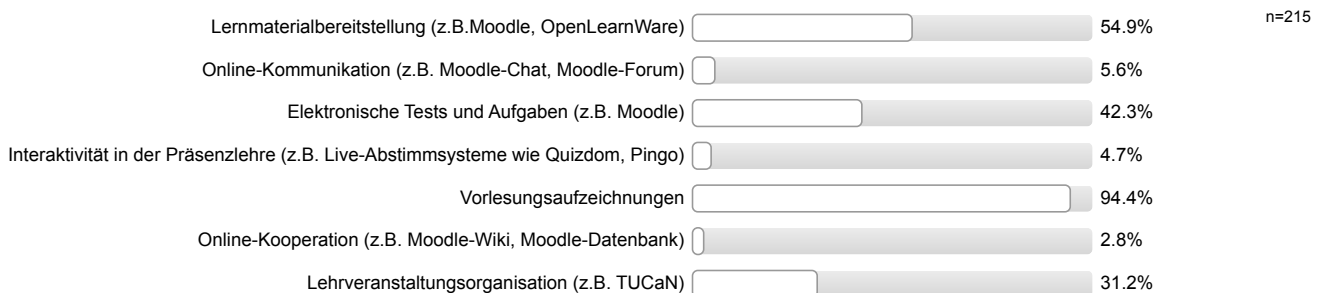 n=215
Lernmaterialbereitstellung (z.B.Moodle, OpenLearnWare) 54.9%
Online-Kommunikation (z.B. Moodle-Chat, Moodle-Forum) 5.6%
Elektronische Tests und Aufgaben (z.B. Moodle) 42.3%
Interaktivität in der Präsenzlehre (z.B. Live-Abstimmsysteme wie Quizdom, Pingo) 4.7%
Vorlesungsaufzeichnungen 94.4%
Online-Kooperation (z.B. Moodle-Wiki, Moodle-Datenbank) 2.8%
Lehrveranstaltungsorganisation (z.B. TUCaN) 31.2%